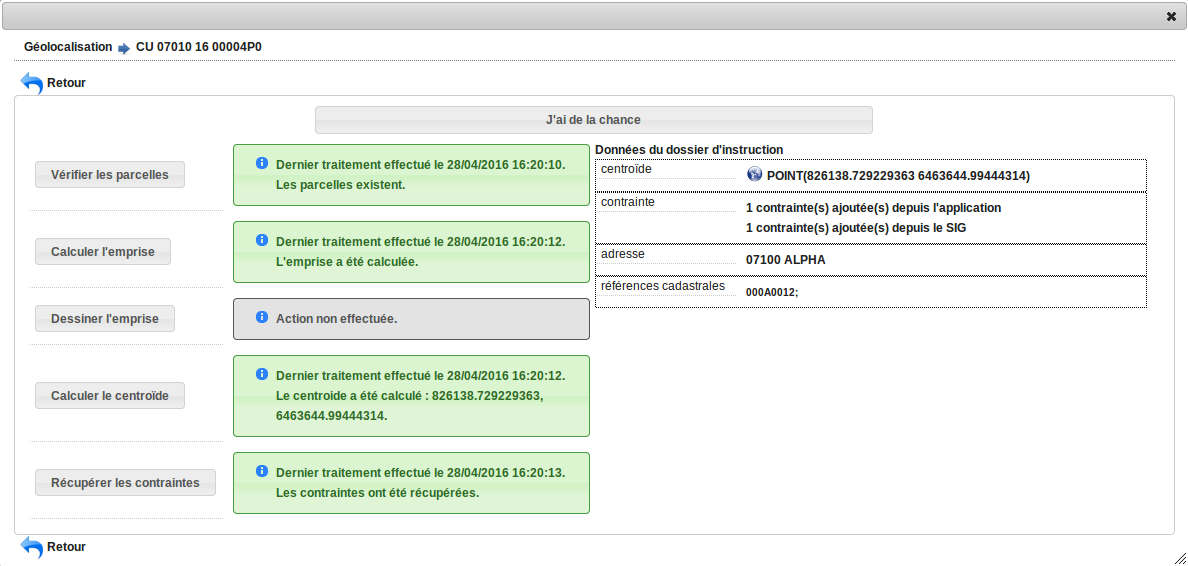 Géolocalisation CU 07010 16 00004P0
Retour
J'ai de la chance
Vérifier les parcelles
Dernier traitement effectué le 28/04/2016 16:20:10.
Les parcelles existent.
Calculer l'emprise
Dernier traitement effectué le 28/04/2016 16:20:12.
L'emprise a été calculée.
Dessiner l'emprise
Action non effectuée.
Calculer le centroïde
Dernier traitement effectué le 28/04/2016 16:20:12.
Le centroide a été calculé : 826138.729229363,
6463644.99444314.
Récupérer les contraintes
Dernier traitement effectué le 28/04/2016 16:20:13.
Les contraintes ont été récupérées.
Données du dossier d'instruction
centroïde
POINT(826138.729229363 6463644.99444314)
contrainte
1 contrainte(s) ajoutée(s) depuis l'application
1 contrainte(s) ajoutée(s) depuis le SIG
adresse
07100 ALPHA
références cadastrales
000A0012;
Retour